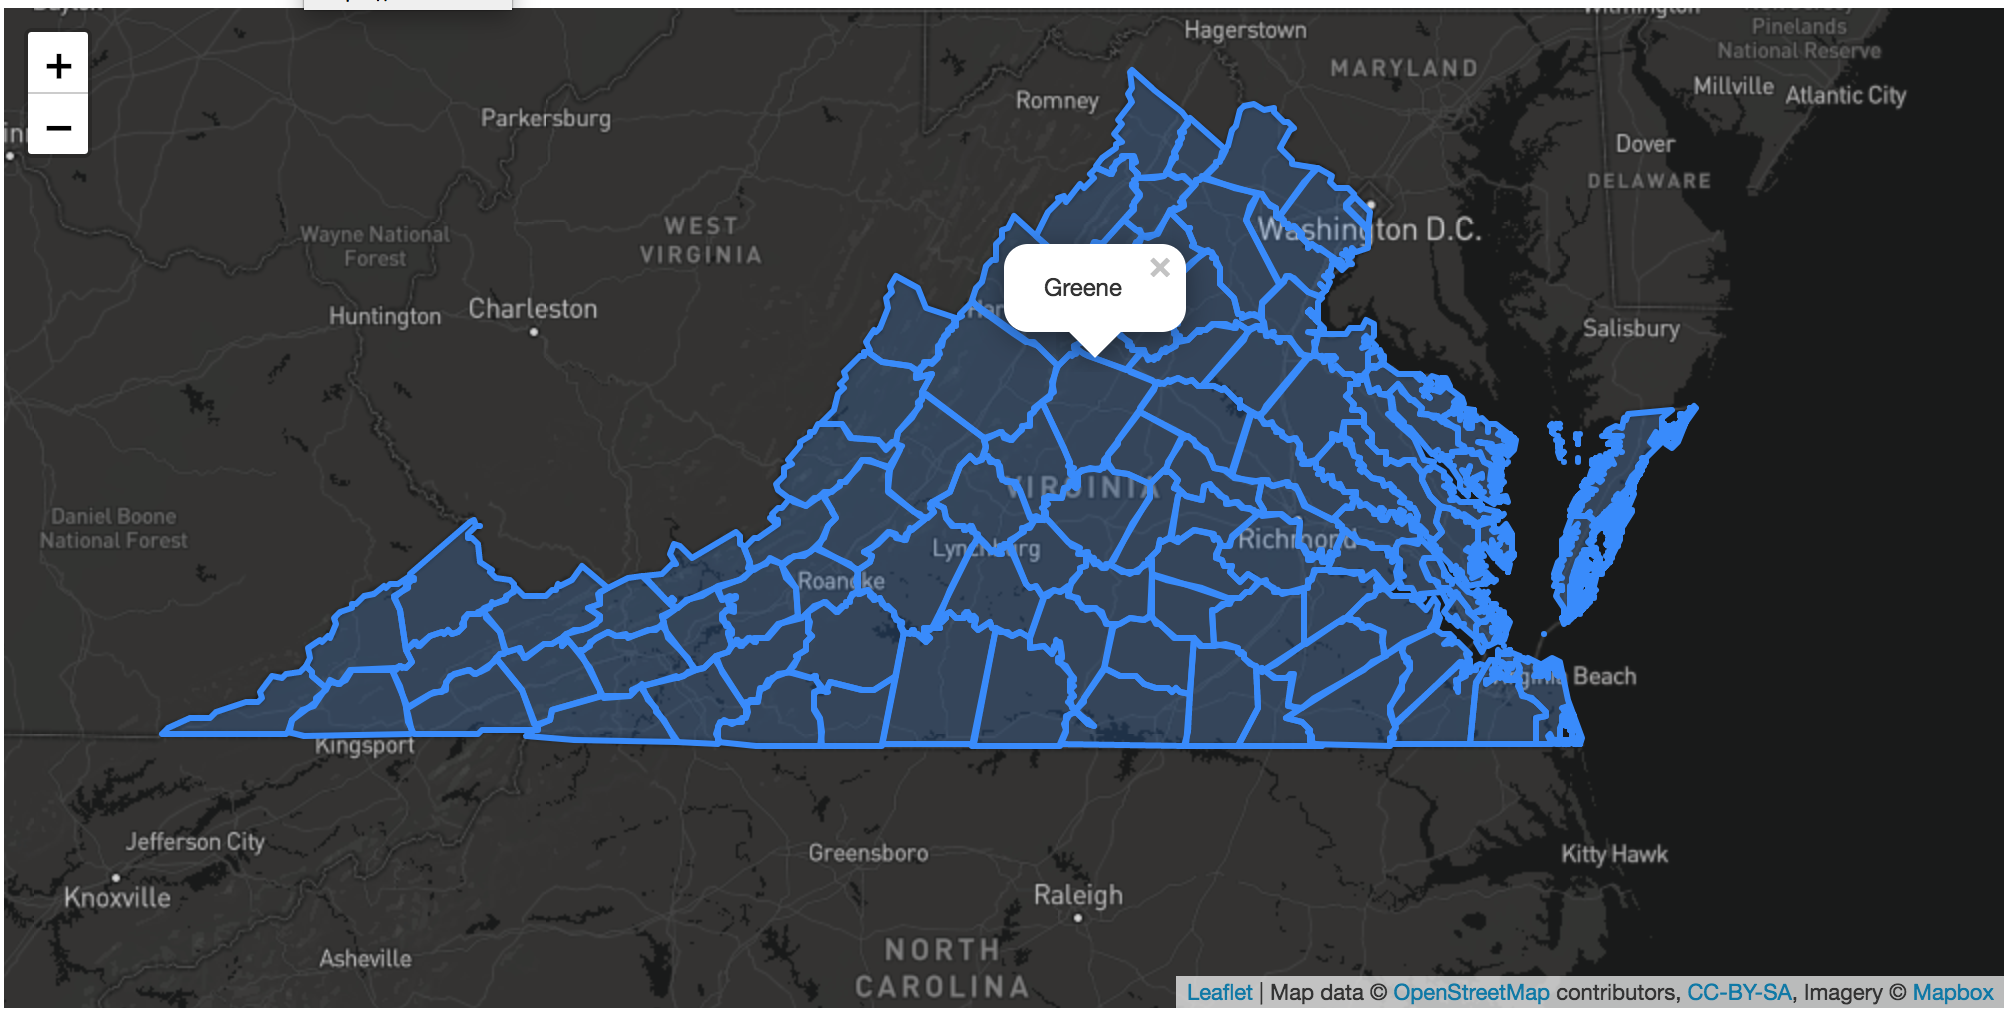 Hagerstown
Pinelands
National Reserve
MARYLAND
Millville
Atlantic City
Romney
Parkersburg
Dover
DELAWARE
WEST
VIRGINIA
Wayne National
Forest
Washington D.C.
Greene
×
Huntington
Charleston
Salisbury
VIRGINIA
Daniel Boone
National Forest
Lynchburg
Richmond
Roanoke
Virginia Beach
Kingsport
Jefferson City
Greensboro
Kitty Hawk
Knoxville
Raleigh
Asheville
NORTH
CAROLINA
+
−
Leaflet | Map data © OpenStreetMap contributors, CC-BY-SA, Imagery © Mapbox